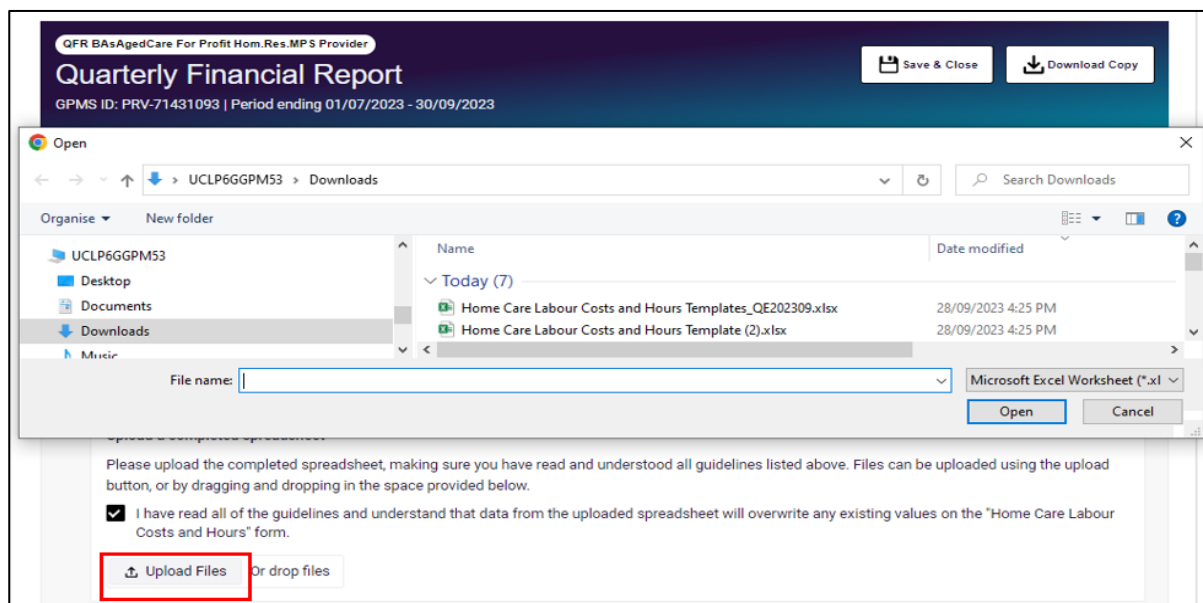 QFR BAsAgedCare For Profit Hom.Res.MPS Provider
Quarterly Financial Report
GPMS ID: PRV-71431093 | Period ending 01/07/2023 - 30/09/2023
Save & Close
Download Copy
Open
UCLP6GGPM53 > Downloads
Search Downloads
Organise
New folder
UCLP6GGPM53
Desktop
Documents
Downloads
Music
Name
Date modified
Today (7)
Home Care Labour Costs and Hours Templates_QE202309.xlsx
28/09/2023 4:25 PM
Home Care Labour Costs and Hours Template (2).xlsx
28/09/2023 4:25 PM
File name:
Microsoft Excel Worksheet (*.xl
Open
Cancel
Upload a completed spreadsheet
Please upload the completed spreadsheet, making sure you have read and understood all guidelines listed above. Files can be uploaded using the upload
button, or by dragging and dropping in the space provided below.
I have read all of the guidelines and understand that data from the uploaded spreadsheet will overwrite any existing values on the "Home Care Labour
Costs and Hours" form.
Upload Files
Or drop files